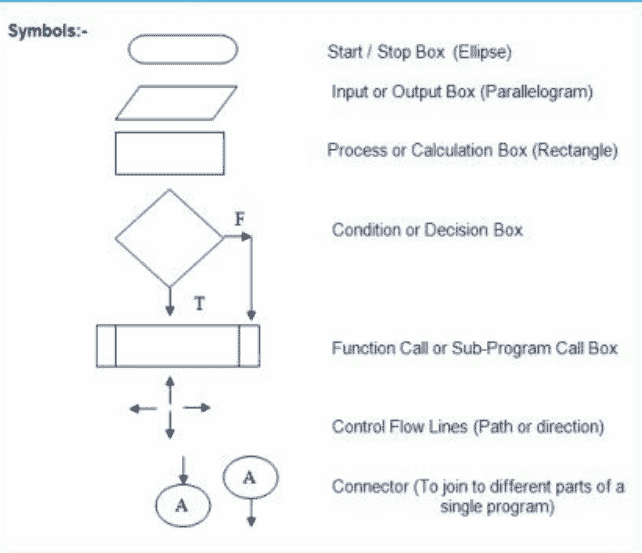 Symbols:-
Start / Stop Box (Ellipse)
Input or Output Box (Parallelogram)
Process or Calculation Box (Rectangle)
F
Condition or Decision Box
T
Function Call or Sub-Program Call Box
Control Flow Lines (Path or direction)
A
A
Connector (To join to different parts of a
single program)